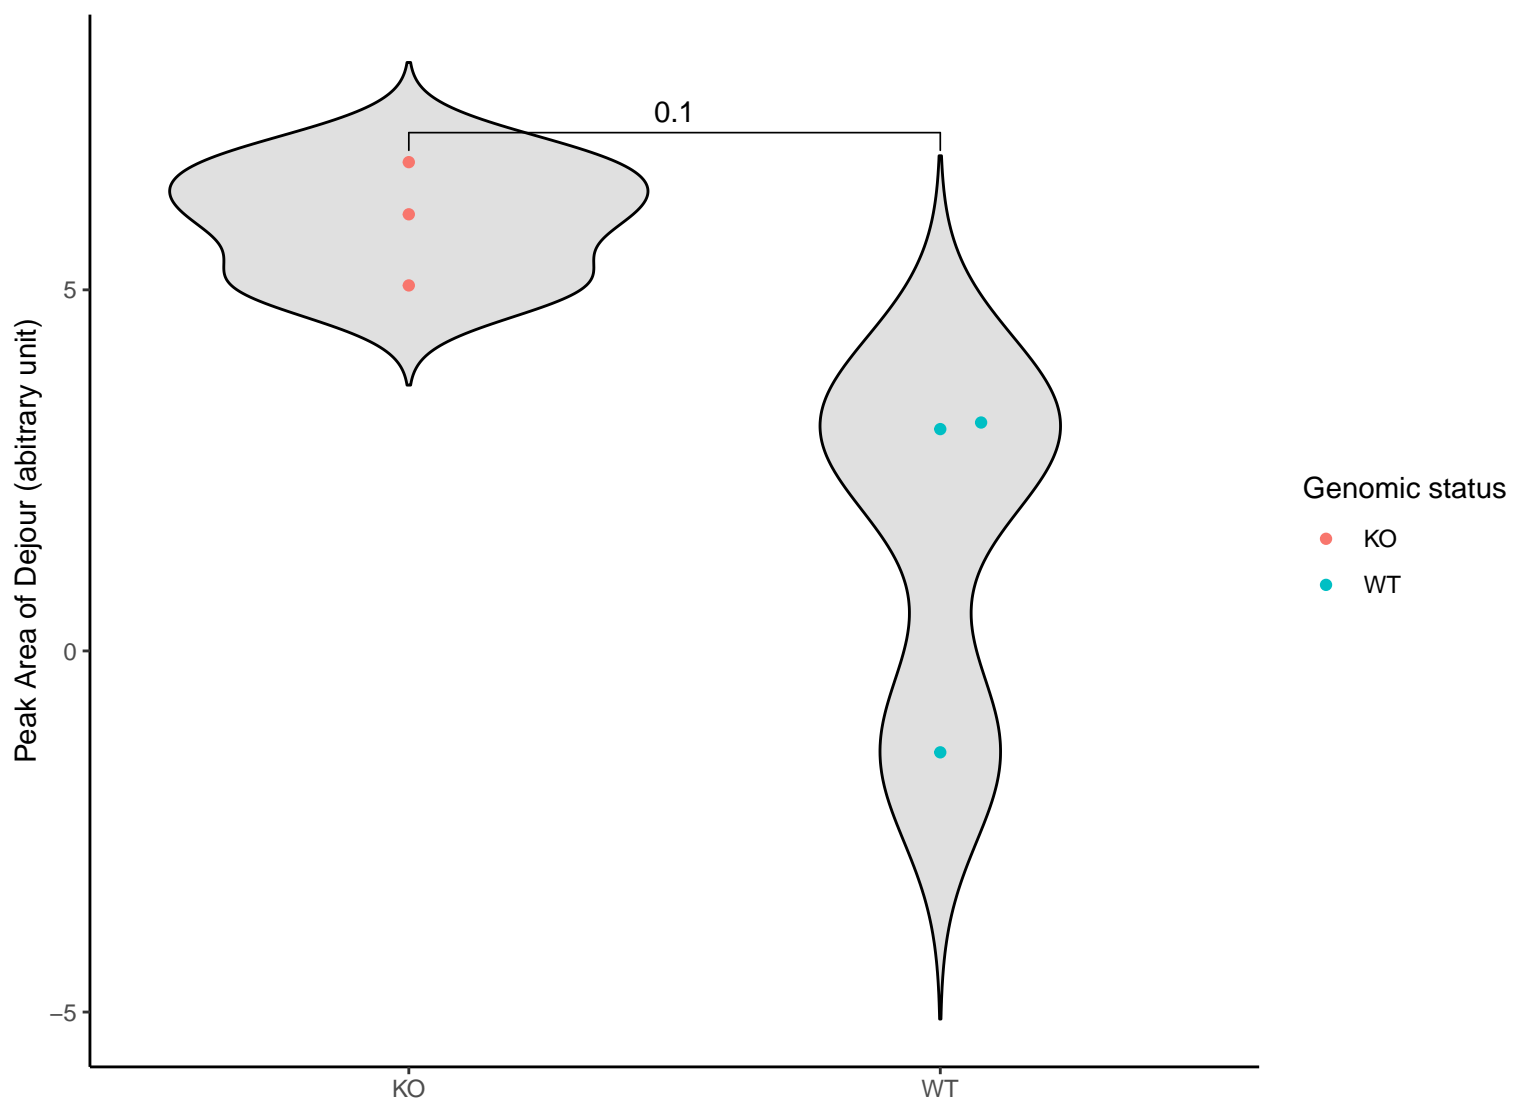 0.1
5
0
−5
Peak Area of Dejour (abitrary unit)
KO
WT
Genomic status
KO
WT